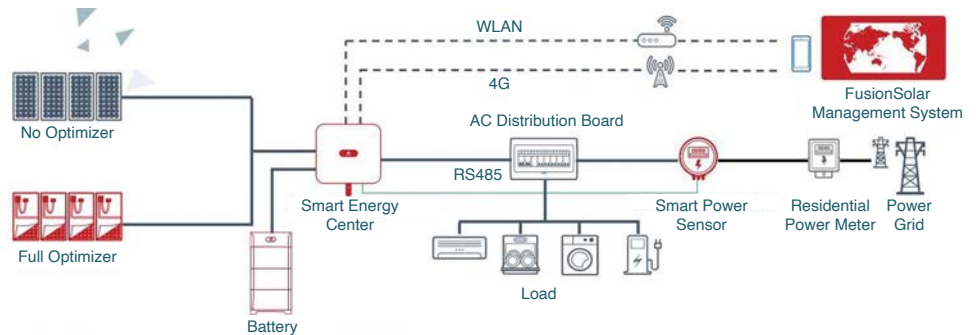 WLAN
4G
FusionSolar
Management System
No Optimizer
AC Distribution Board
RS485
Smart Energy
Center
Smart Power
Sensor
Residential
Power Meter
Power
Grid
Full Optimizer
Load
Battery